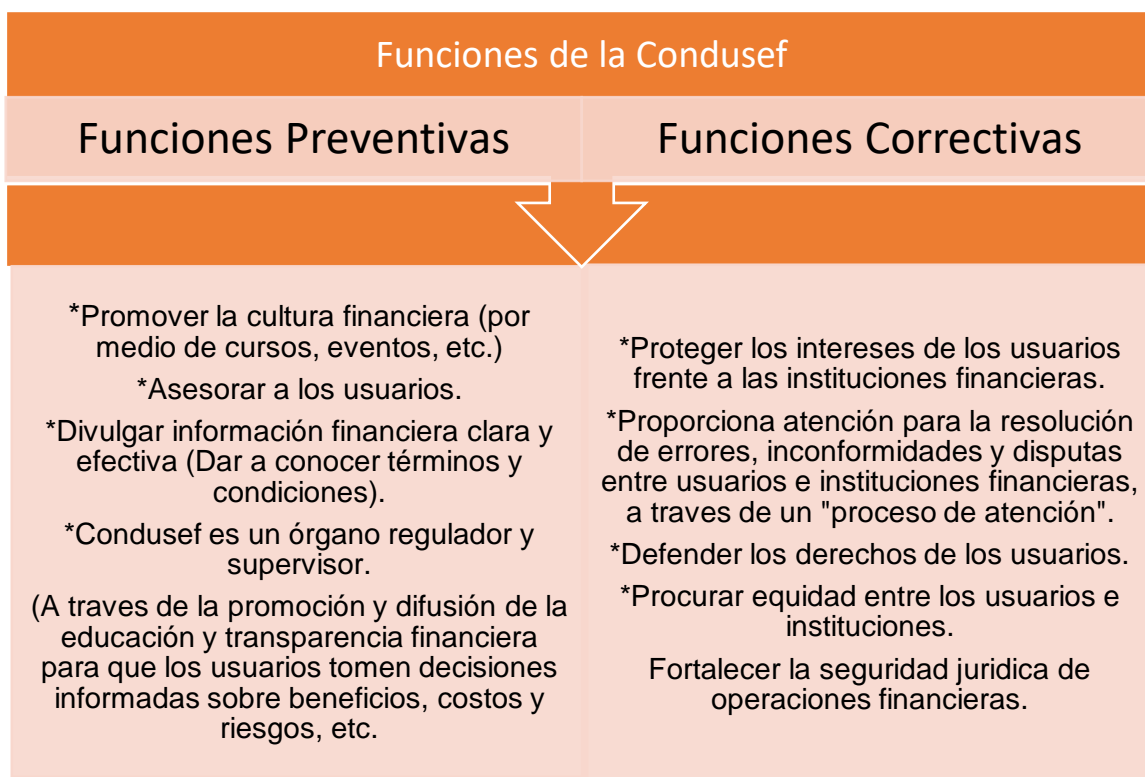 Funciones de la Condusef
Funciones Preventivas
Funciones Correctivas
*Promover la cultura financiera (por
medio de cursos, eventos, etc.)
*Asesorar a los usuarios.
*Divulgar información financiera clara y
efectiva (Dar a conocer términos y
condiciones).
*Condusef es un órgano regulador y
supervisor.
(A traves de la promoción y difusión de la
educación y transparencia financiera
para que los usuarios tomen decisiones
informadas sobre beneficios, costos y
riesgos, etc.
*Proteger los intereses de los usuarios
frente a las instituciones financieras.
*Proporciona atención para la resolución
de errores, inconformidades y disputas
entre usuarios e instituciones financieras,
a traves de un "proceso de atención".
*Defender los derechos de los usuarios.
*Procurar equidad entre los usuarios e
instituciones.
Fortalecer la seguridad juridica de
operaciones financieras.